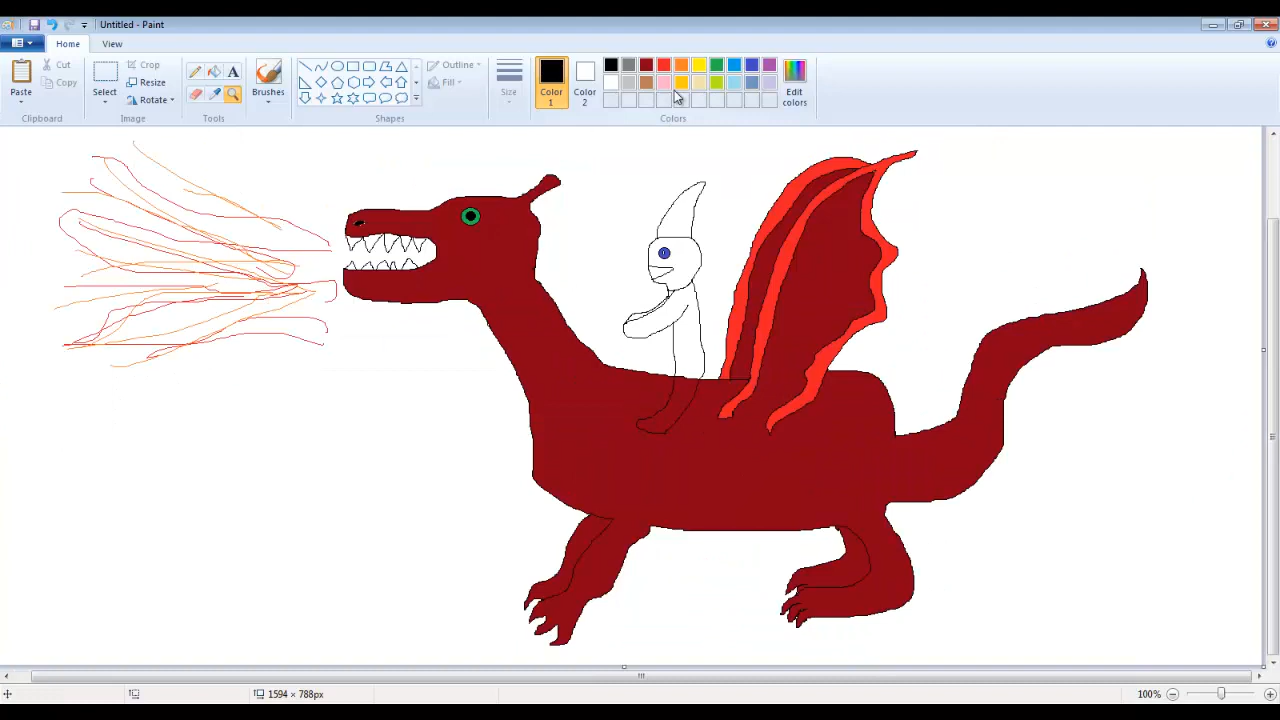 Untitled - Paint
Home View
Paste
Cut
Copy
Clipboard
Select
Crop
Resize
Rotate
Image
A
Tools
Brushes
Outline
Fill
Shapes
Size
Color 1
Color 2
Edit colors
Colors
1594 × 788px
100%